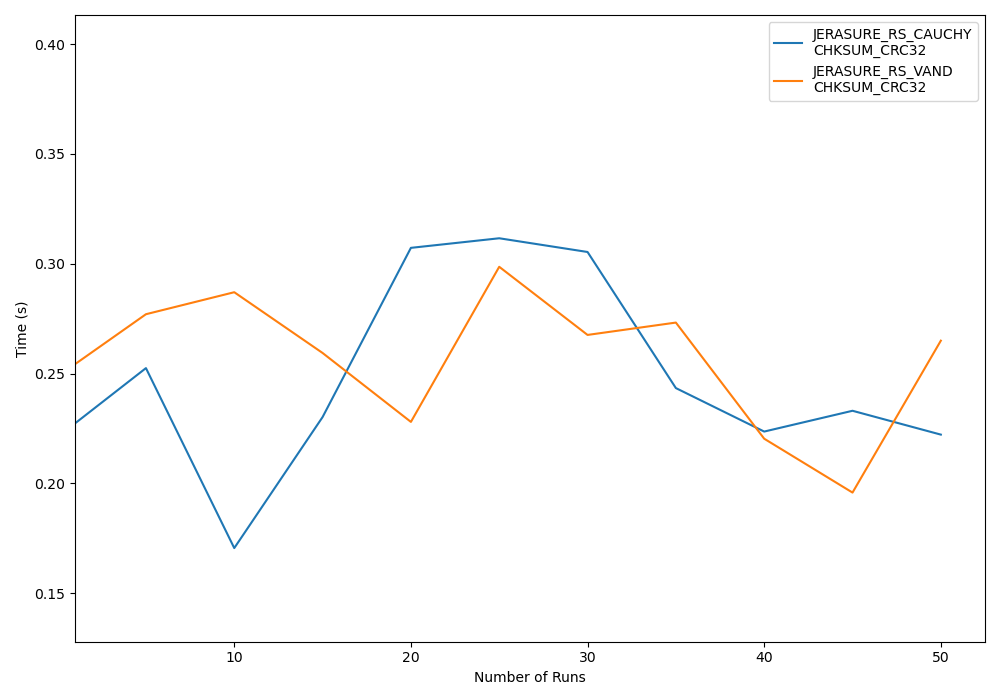 JERASURE_RS_CAUCHY
CHKSUM_CRC32
JERASURE_RS_VAND
CHKSUM_CRC32
Time (s)
0.40
0.35
0.30
0.25
0.20
0.15
10 20 30 40 50
Number of Runs